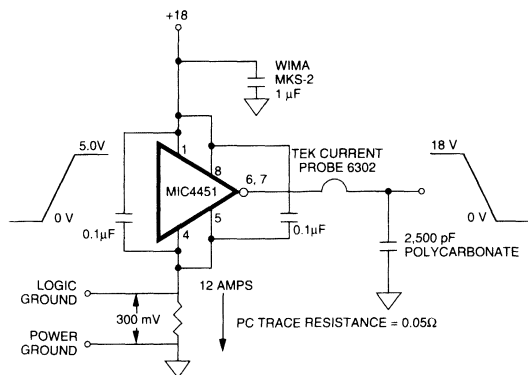 +18
WIMA
MKS-2
1 µF
5.0V
0 V
0.1µF
1
8
MIC4451
6, 7
5
4
0.1µF
TEK CURRENT
PROBE 6302
18 V
0 V
2,500 pF
POLYCARBONATE
LOGIC
GROUND
12 AMPS
300 mV
PC TRACE RESISTANCE = 0.05Ω
POWER
GROUND